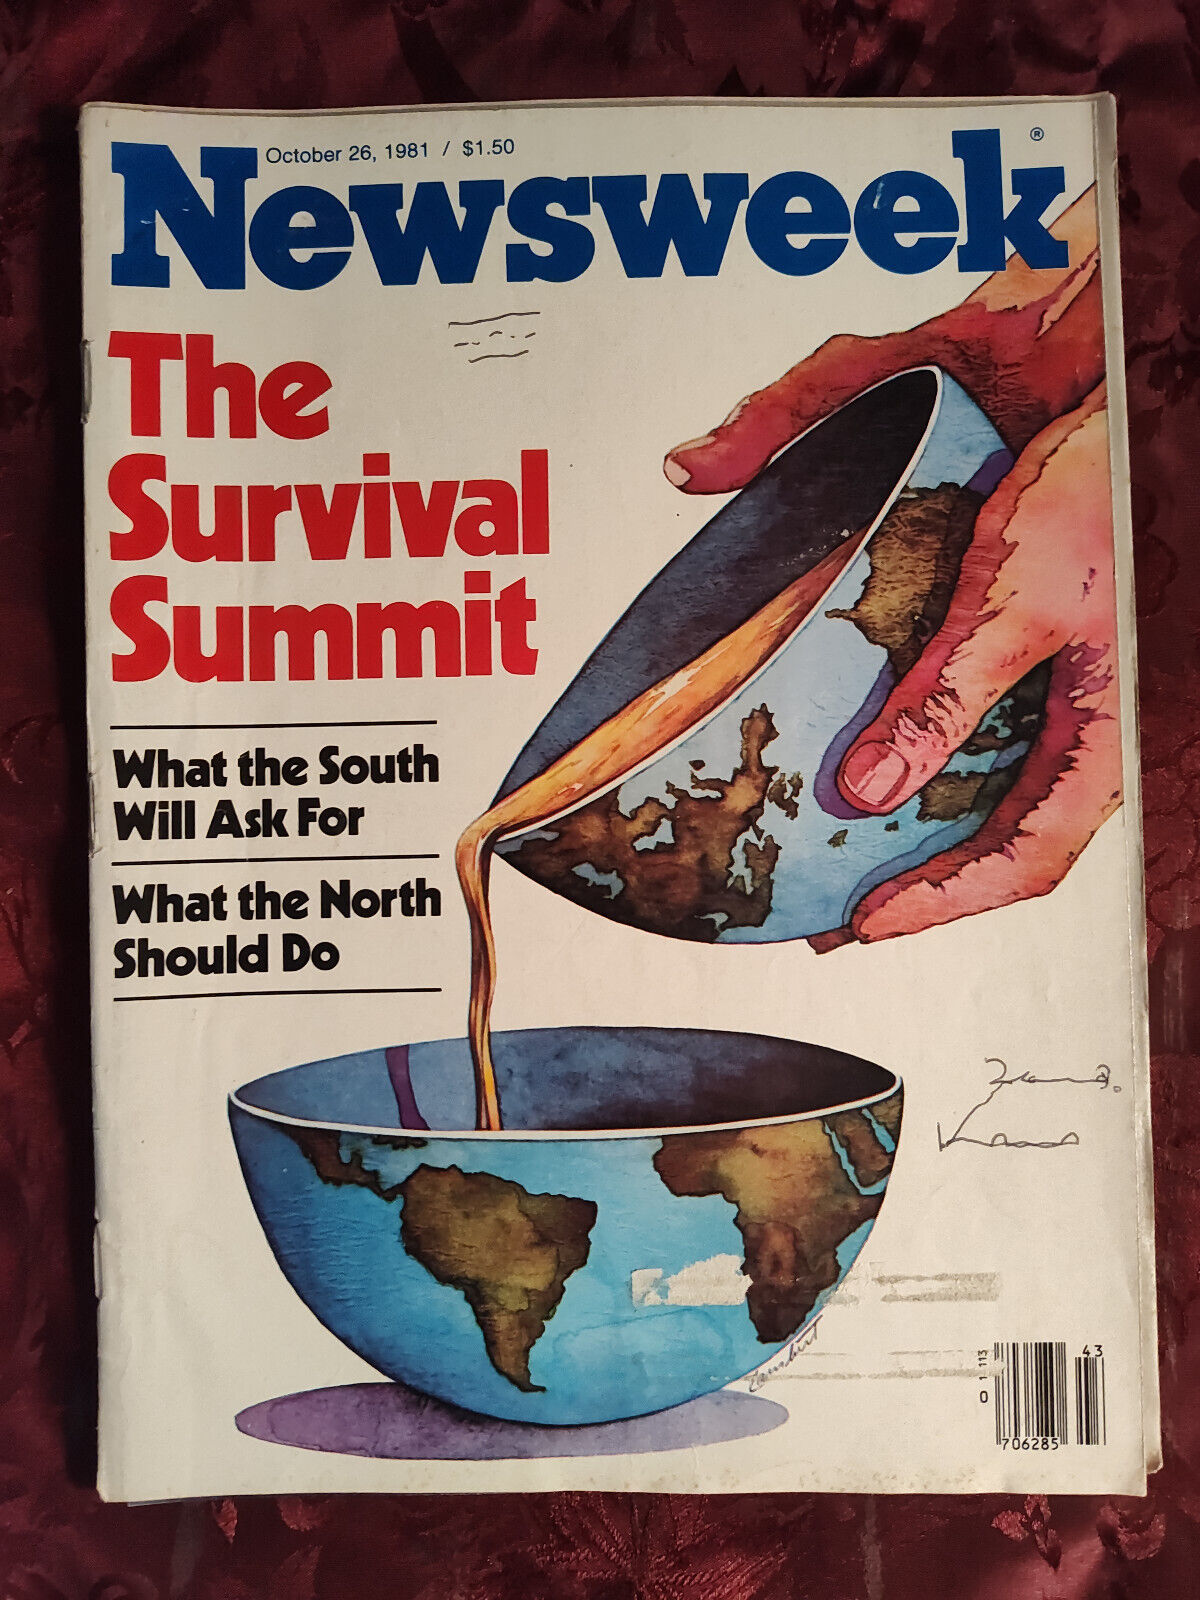 October 26, 1981 / $1.50
Newsweek®
The
Survival
Summit
What the South
Will Ask For
What the North
Should Do
43
0 113
0
706285